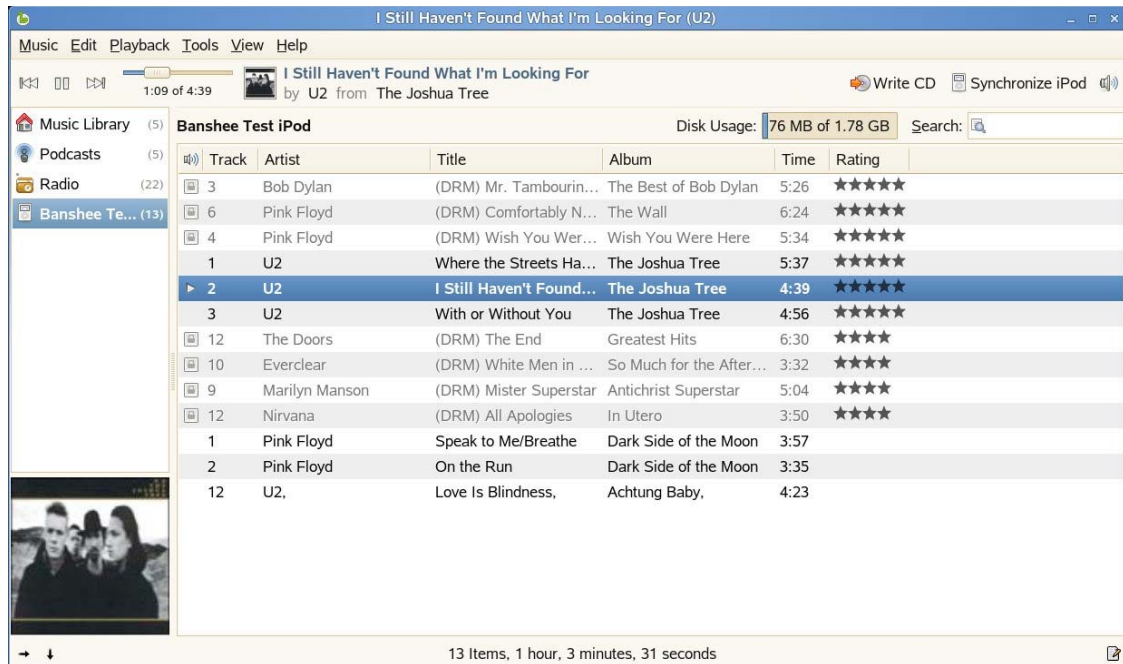 I Still Haven't Found What I'm Looking For (U2)
Music Edit Playback Tools View Help
1:09 of 4:39
I Still Haven't Found What I'm Looking For
by U2 from The Joshua Tree
Write CD Synchronize iPod
Music Library (5)
Podcasts (5)
Radio (22)
Banshee Te... (13)
Banshee Test iPod Disk Usage: 76 MB of 1.78 GB Search:
Track Artist Title Album Time Rating
3 Bob Dylan (DRM) Mr. Tambourin... The Best of Bob Dylan 5:26
6 Pink Floyd (DRM) Comfortably N... The Wall 6:24
4 Pink Floyd (DRM) Wish You Wer... Wish You Were Here 5:34
1 U2 Where the Streets Ha... The Joshua Tree 5:37
2 U2 I Still Haven't Found... The Joshua Tree 4:39
3 U2 With or Without You The Joshua Tree 4:56
12 The Doors (DRM) The End Greatest Hits 6:30
10 Everclear (DRM) White Men in ... So Much for the After... 3:32
9 Marilyn Manson (DRM) Mister Superstar Antichrist Superstar 5:04
12 Nirvana (DRM) All Apologies In Utero 3:50
1 Pink Floyd Speak to Me/Breathe Dark Side of the Moon 3:57
2 Pink Floyd On the Run Dark Side of the Moon 3:35
12 U2, Love Is Blindness, Achtung Baby, 4:23
13 Items, 1 hour, 3 minutes, 31 seconds